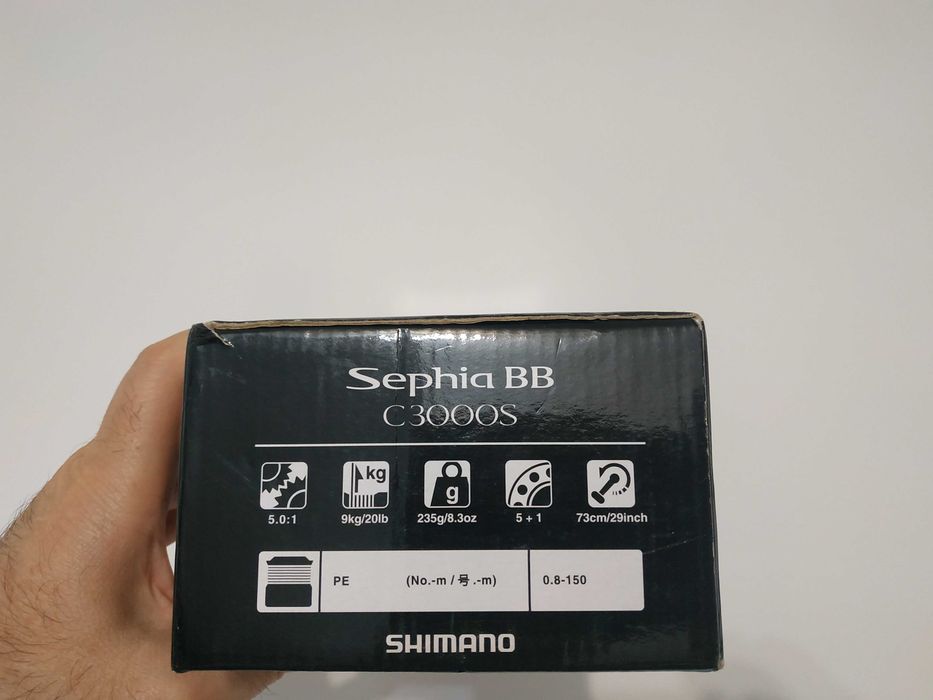 Sephia BB
C3000S
kg
g
5.0:1 9kg/20lb 235g/8.3oz 5 + 1 73cm/29inch
PE (No.-m / 号.-m) 0.8-150
SHIMANO